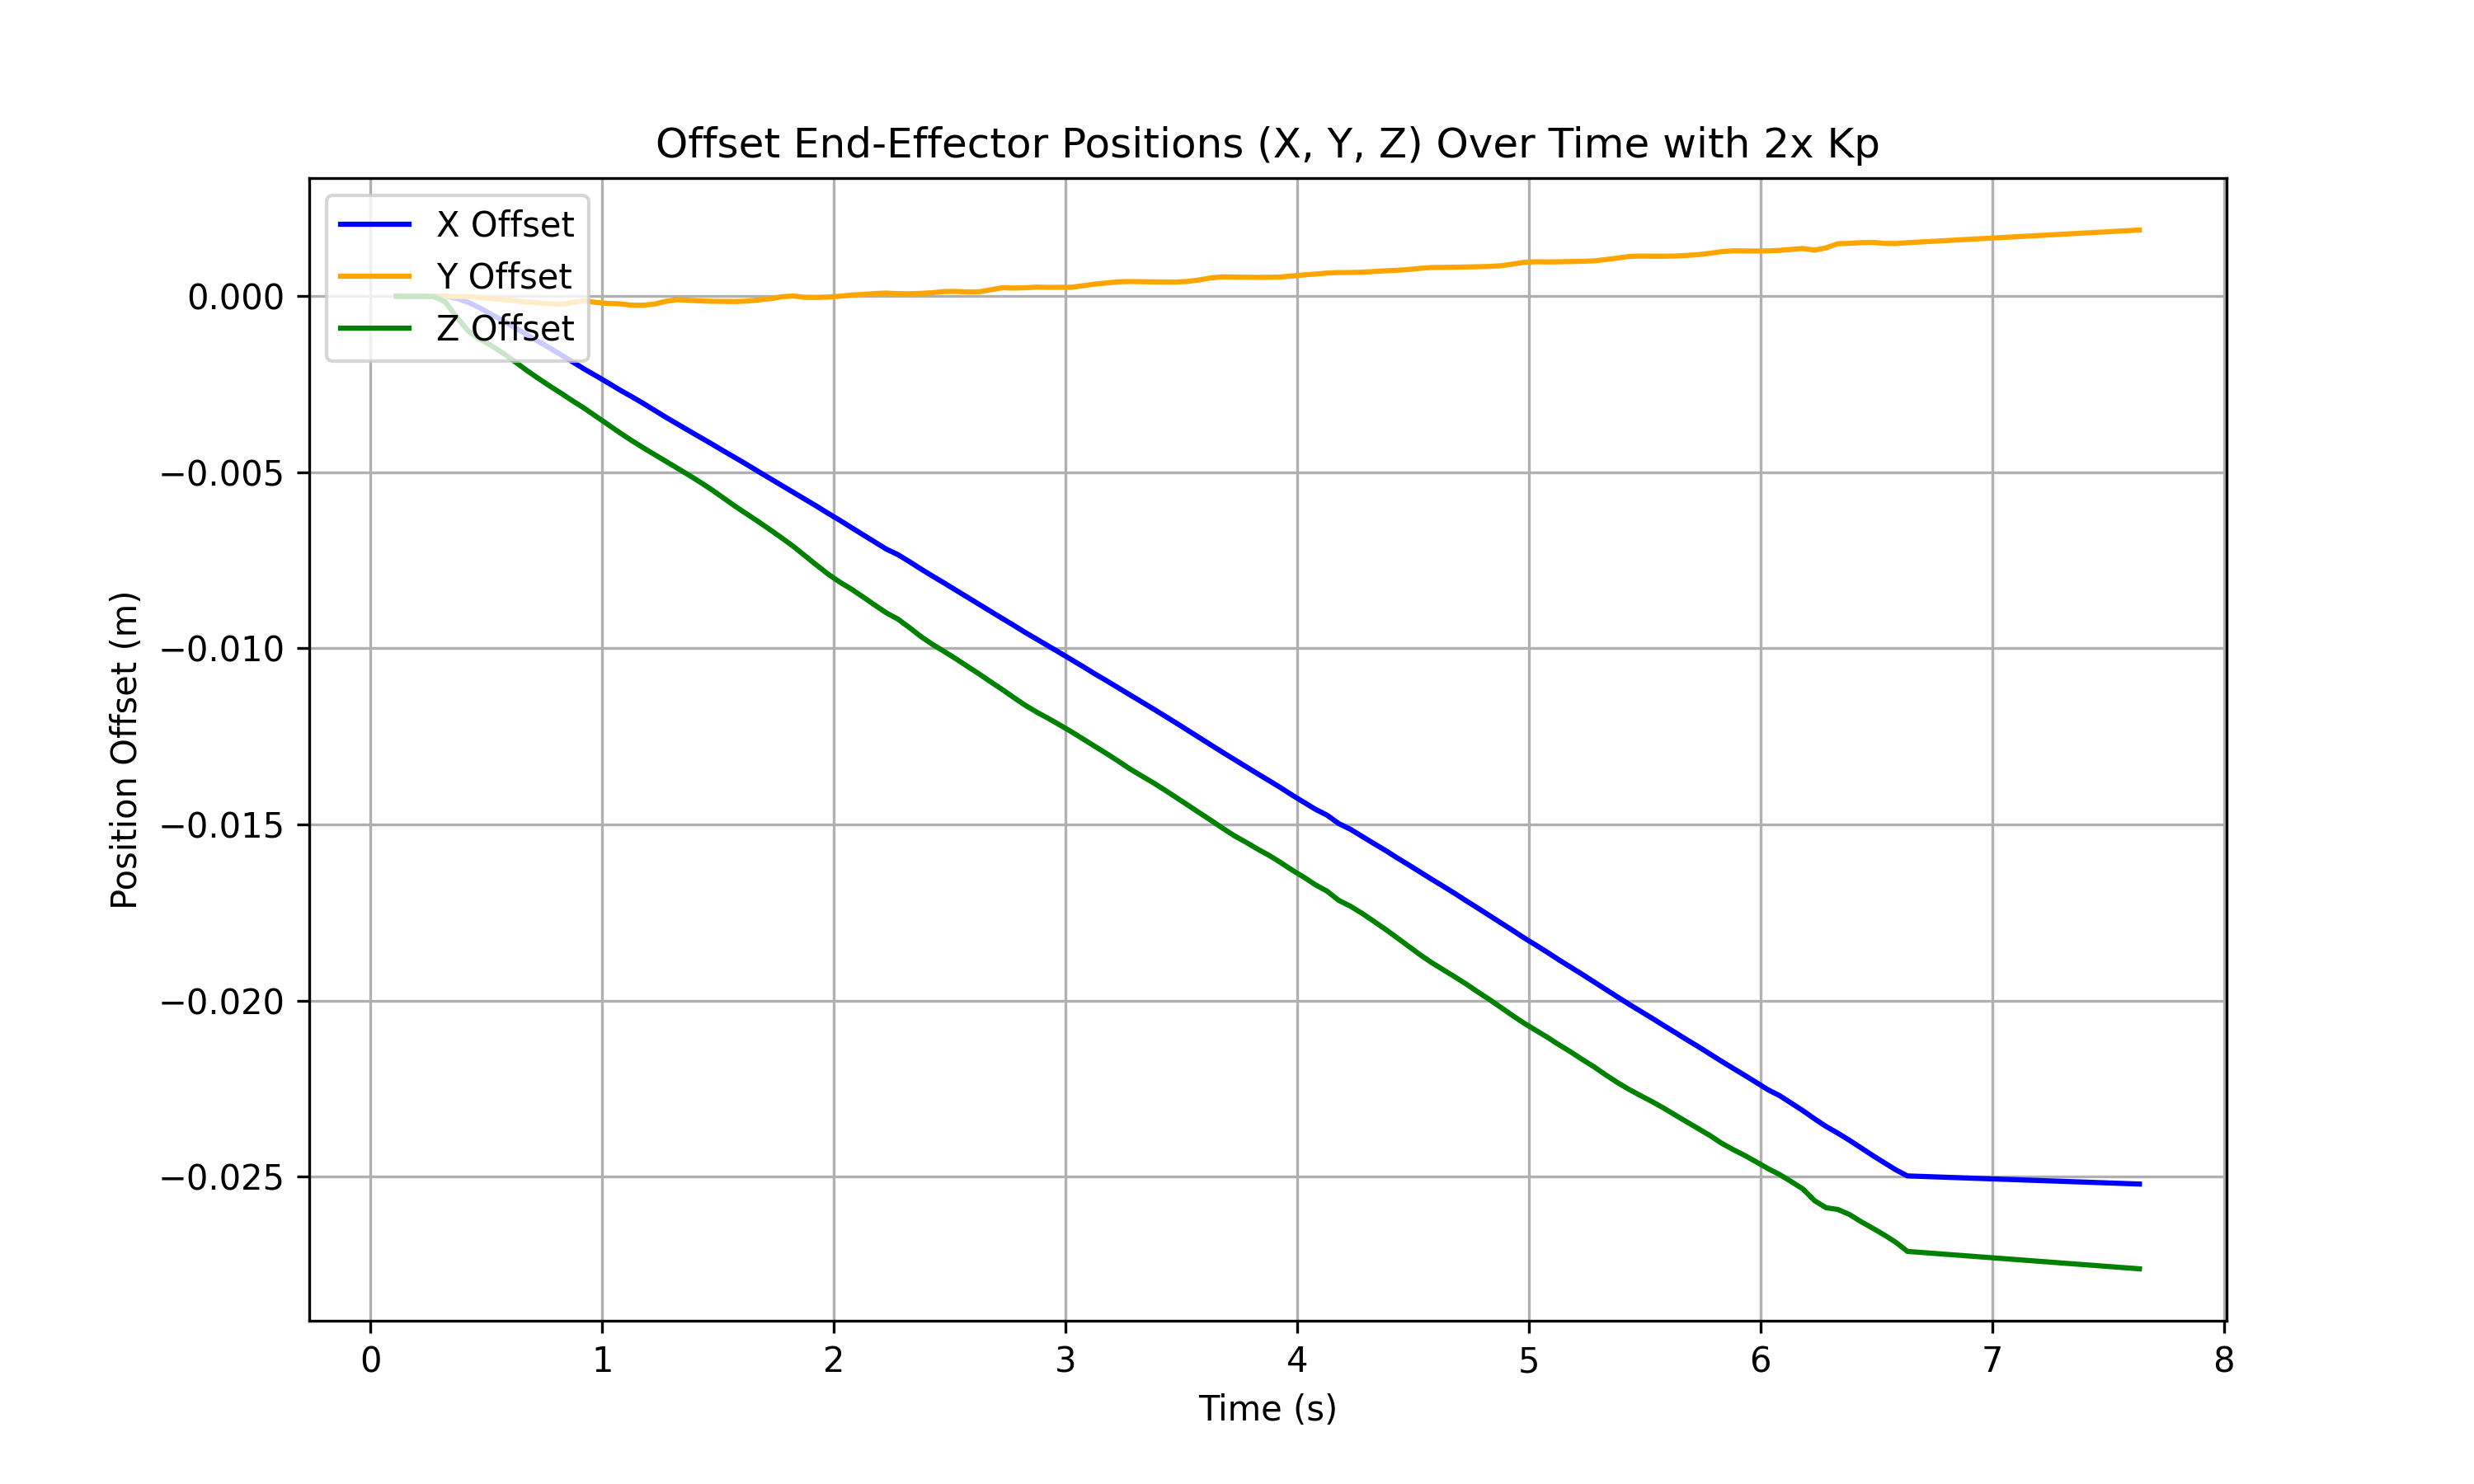 Offset End-Effector Positions (X, Y, Z) Over Time with 2x Kp
X Offset
Y Offset
Z Offset
0.000
−0.005
−0.010
−0.015
−0.020
−0.025
Position Offset (m)
0 1 2 3 4 5 6 7 8
Time (s)